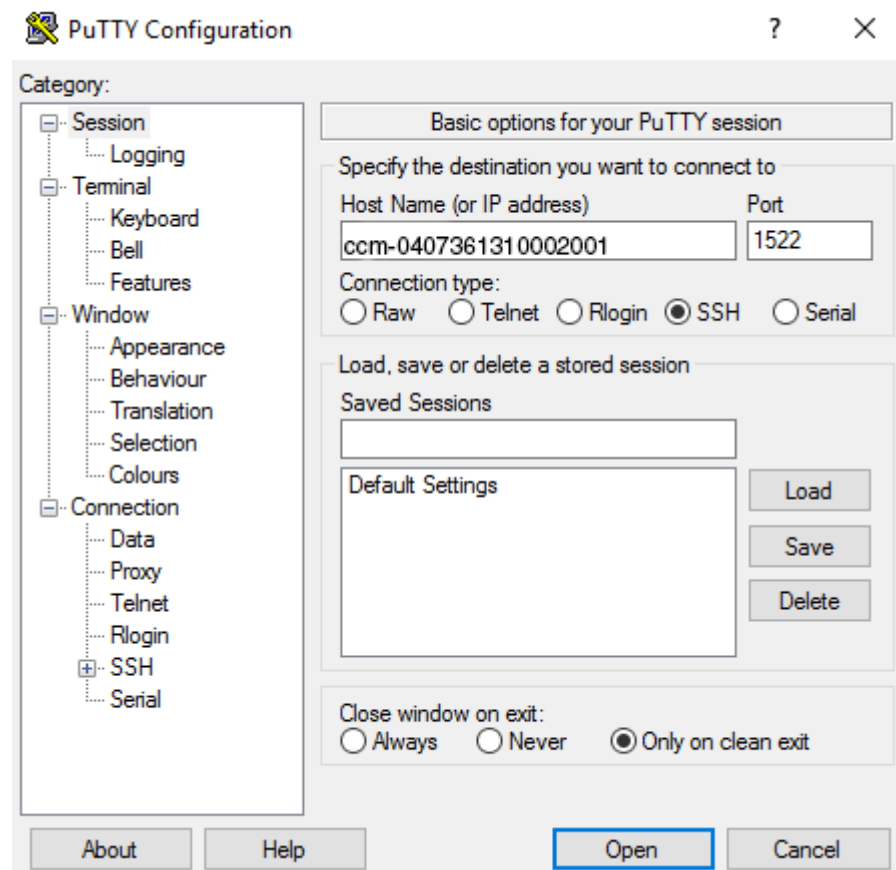 PuTTY Configuration ?
Category:
Session
Logging
Terminal
Keyboard
Bell
Features
Window
Appearance
Behaviour
Translation
Selection
Colours
Connection
Data
Proxy
Telnet
Rlogin
SSH
Serial
Basic options for your PuTTY session
Specify the destination you want to connect to
Host Name (or IP address) Port
ccm-0407361310002001 1522
Connection type:
Raw Telnet Rlogin SSH Serial
Load, save or delete a stored session
Saved Sessions
Default Settings
Load
Save
Delete
Close window on exit:
Always Never Only on clean exit
About Help Open Cancel